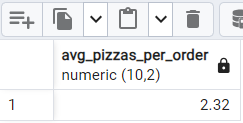 avg_pizzas_per_order
numeric (10,2)
1 2.32